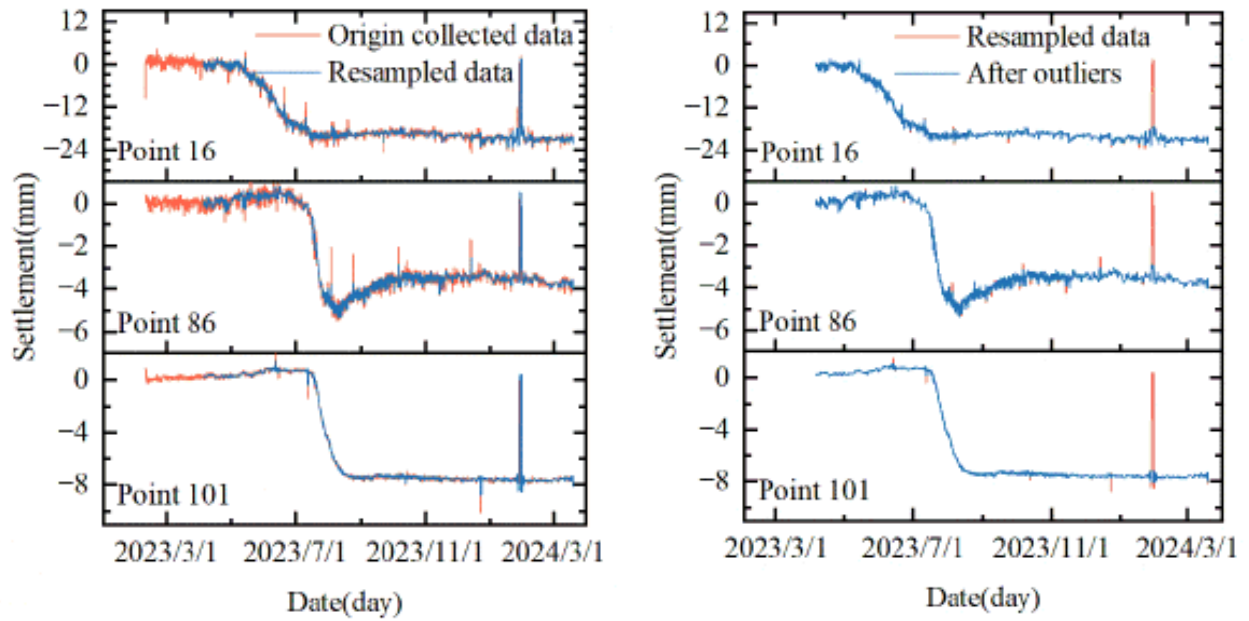 Settlement(mm)
12
0
−12
−24
Origin collected data
Resampled data
Point 16
0
−2
−4
−6
Point 86
0
−4
−8
Point 101
2023/3/1
2023/7/1
2023/11/1
2024/3/1
Date(day)
Settlement(mm)
12
0
−12
−24
Resampled data
After outliers
Point 16
0
−2
−4
−6
Point 86
0
−4
−8
Point 101
2023/3/1
2023/7/1
2023/11/1
2024/3/1
Date(day)